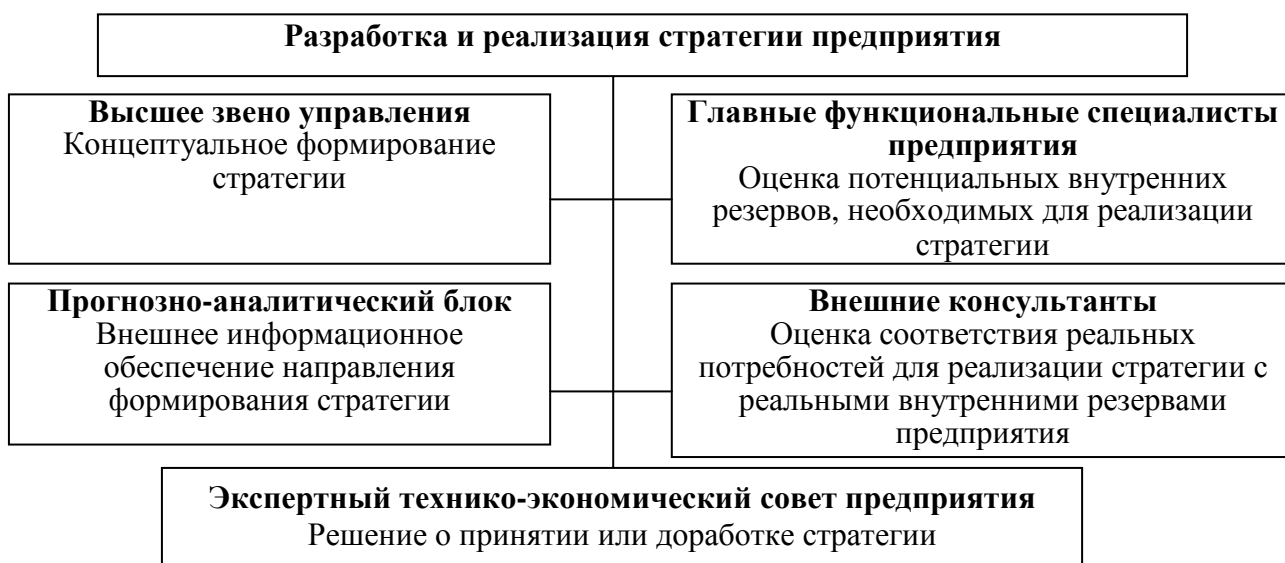 Разработка и реализация стратегии предприятия
Высшее звено управления
Концептуальное формирование
стратегии
Главные функциональные специалисты
предприятия
Оценка потенциальных внутренних
резервов, необходимых для реализации
стратегии
Прогнозно-аналитический блок
Внешнее информационное
обеспечение направления
формирования стратегии
Внешние консультанты
Оценка соответствия реальных
потребностей для реализации стратегии с
реальными внутренними резервами
предприятия
Экспертный технико-экономический совет предприятия
Решение о принятии или доработке стратегии